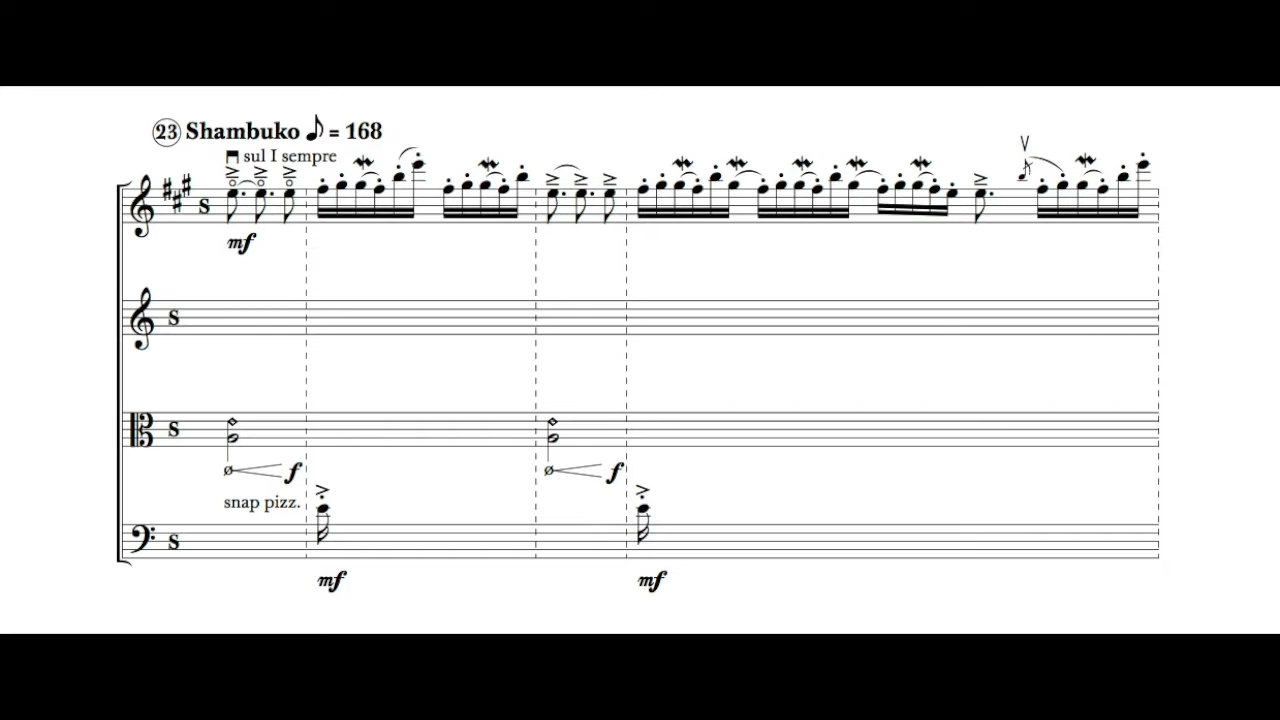 23 Shambuko ♪ = 168
sul I sempre
S
mf
S
S
f
f
snap pizz.
S
mf
mf